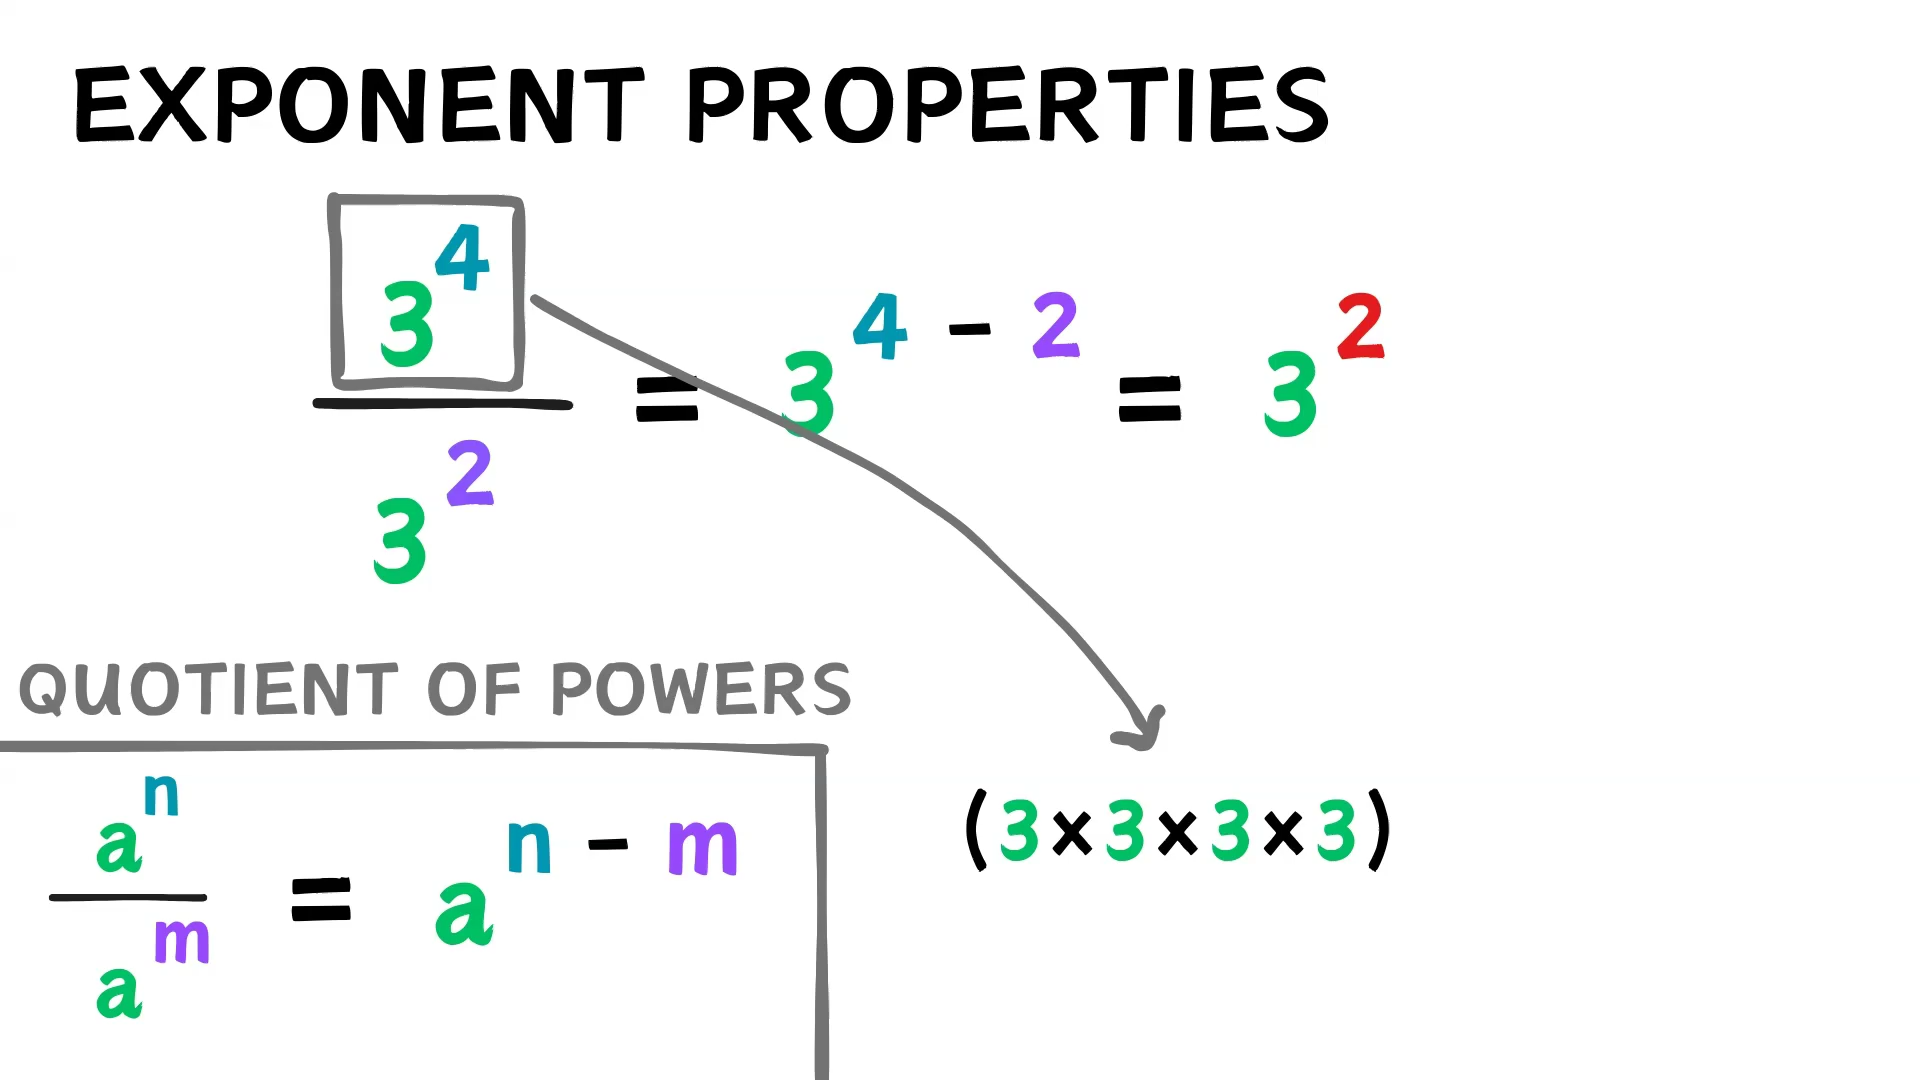 EXPONENT PROPERTIES
3^4 / 3^2 = 3^(4 - 2) = 3^2
QUOTIENT OF POWERS
a^n / a^m = a^(n - m)
(3×3×3×3)